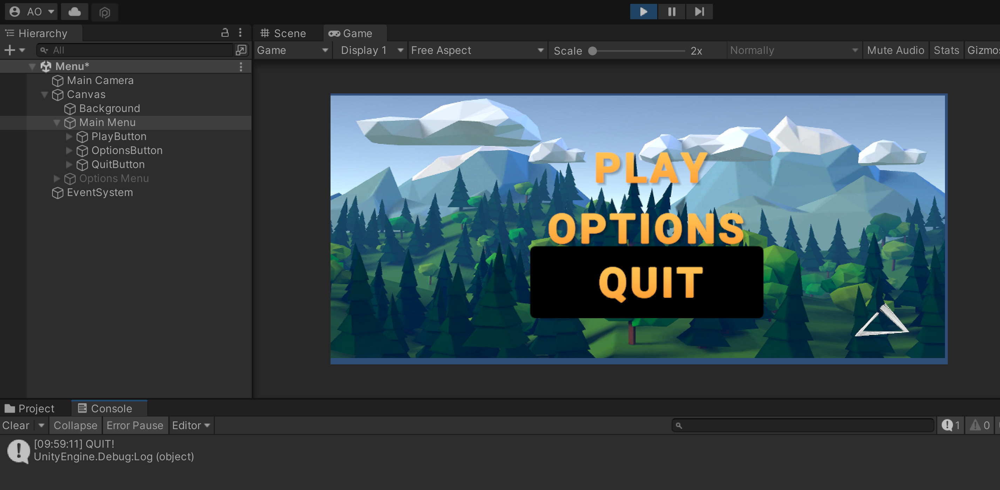 AO
Hierarchy
Scene
Game
All
Game
Display 1
Free Aspect
Scale
2x
Normally
Mute Audio
Stats
Gizmos
Menu*
Main Camera
Canvas
Background
Main Menu
PlayButton
OptionsButton
QuitButton
Options Menu
EventSystem
PLAY
OPTIONS
QUIT
Project
Console
Clear
Collapse
Error Pause
Editor
1
0
[09:59:11] QUIT!
UnityEngine.Debug:Log (object)